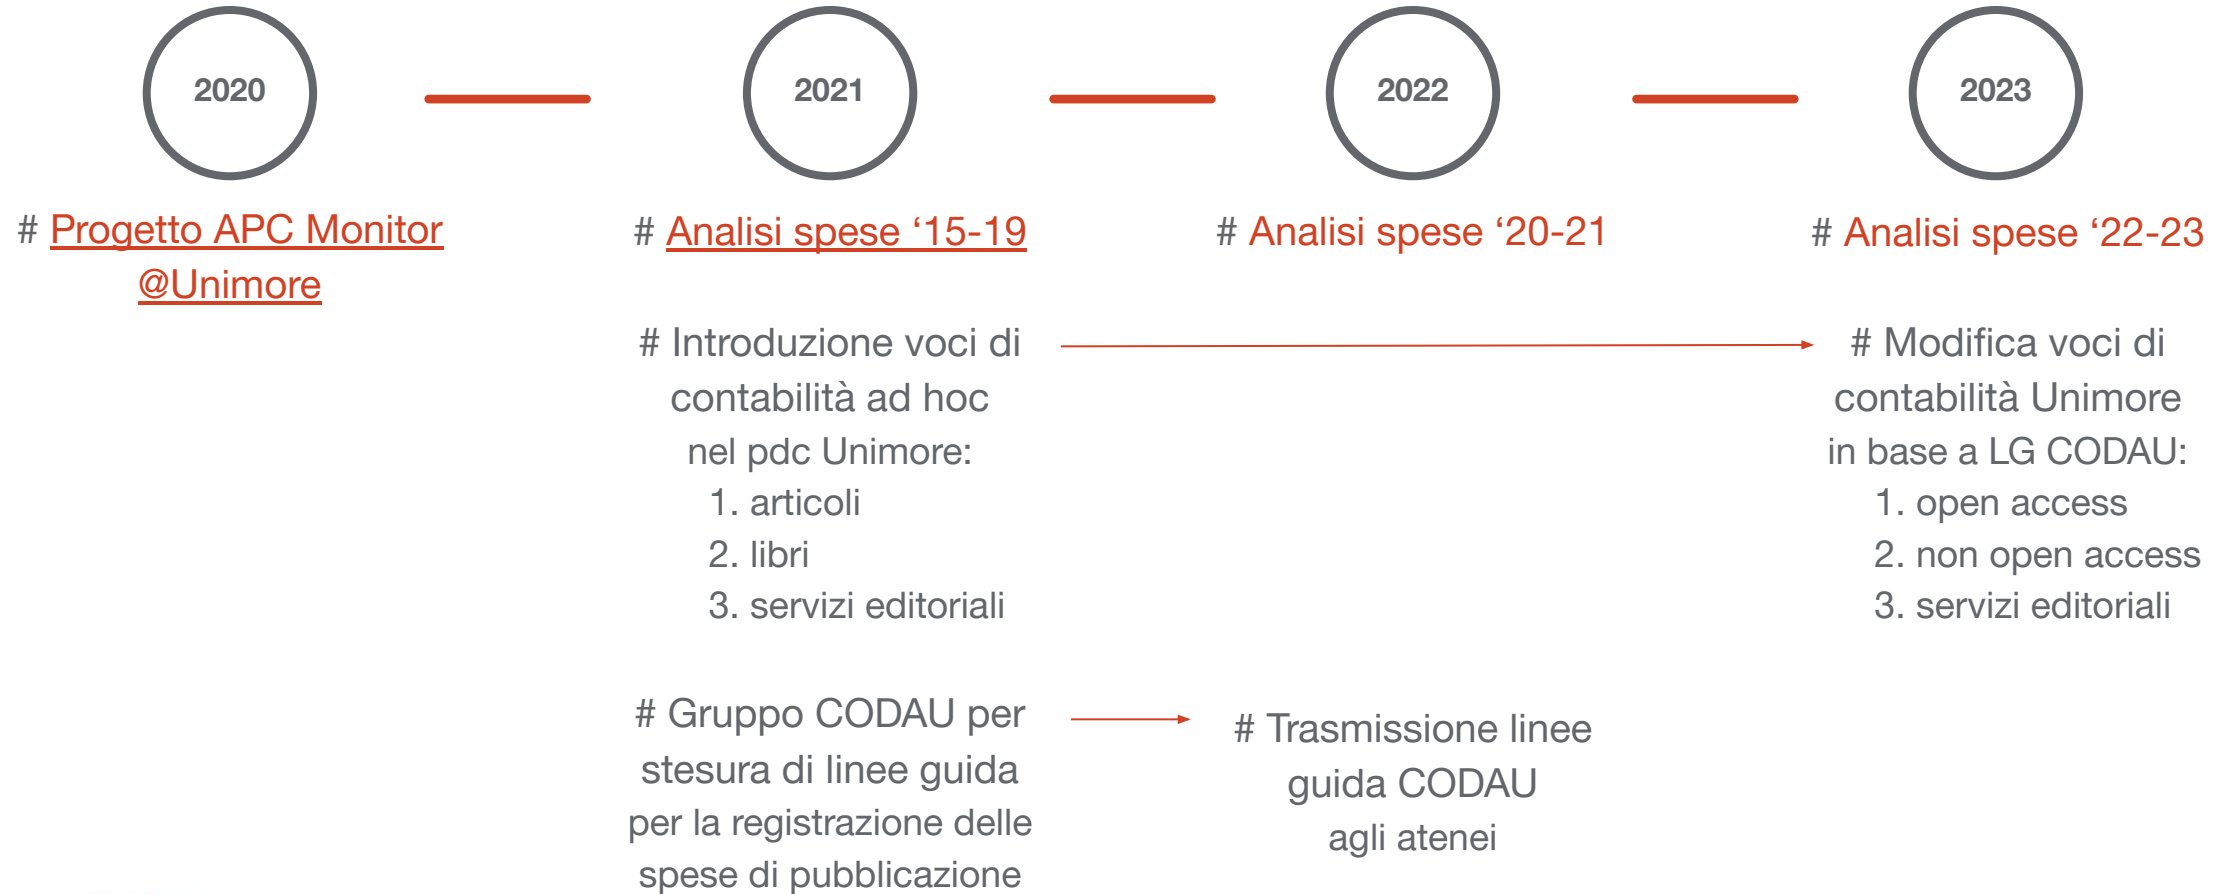 2020
2021
2022
2023
# Progetto APC Monitor
@Unimore
# Analisi spese ‘15-19
# Analisi spese ‘20-21
# Analisi spese ‘22-23
# Introduzione voci di
contabilità ad hoc
nel pdc Unimore:
1. articoli
2. libri
3. servizi editoriali
# Modifica voci di
contabilità Unimore
in base a LG CODAU:
1. open access
2. non open access
3. servizi editoriali
# Gruppo CODAU per
stesura di linee guida
per la registrazione delle
spese di pubblicazione
# Trasmissione linee
guida CODAU
agli atenei